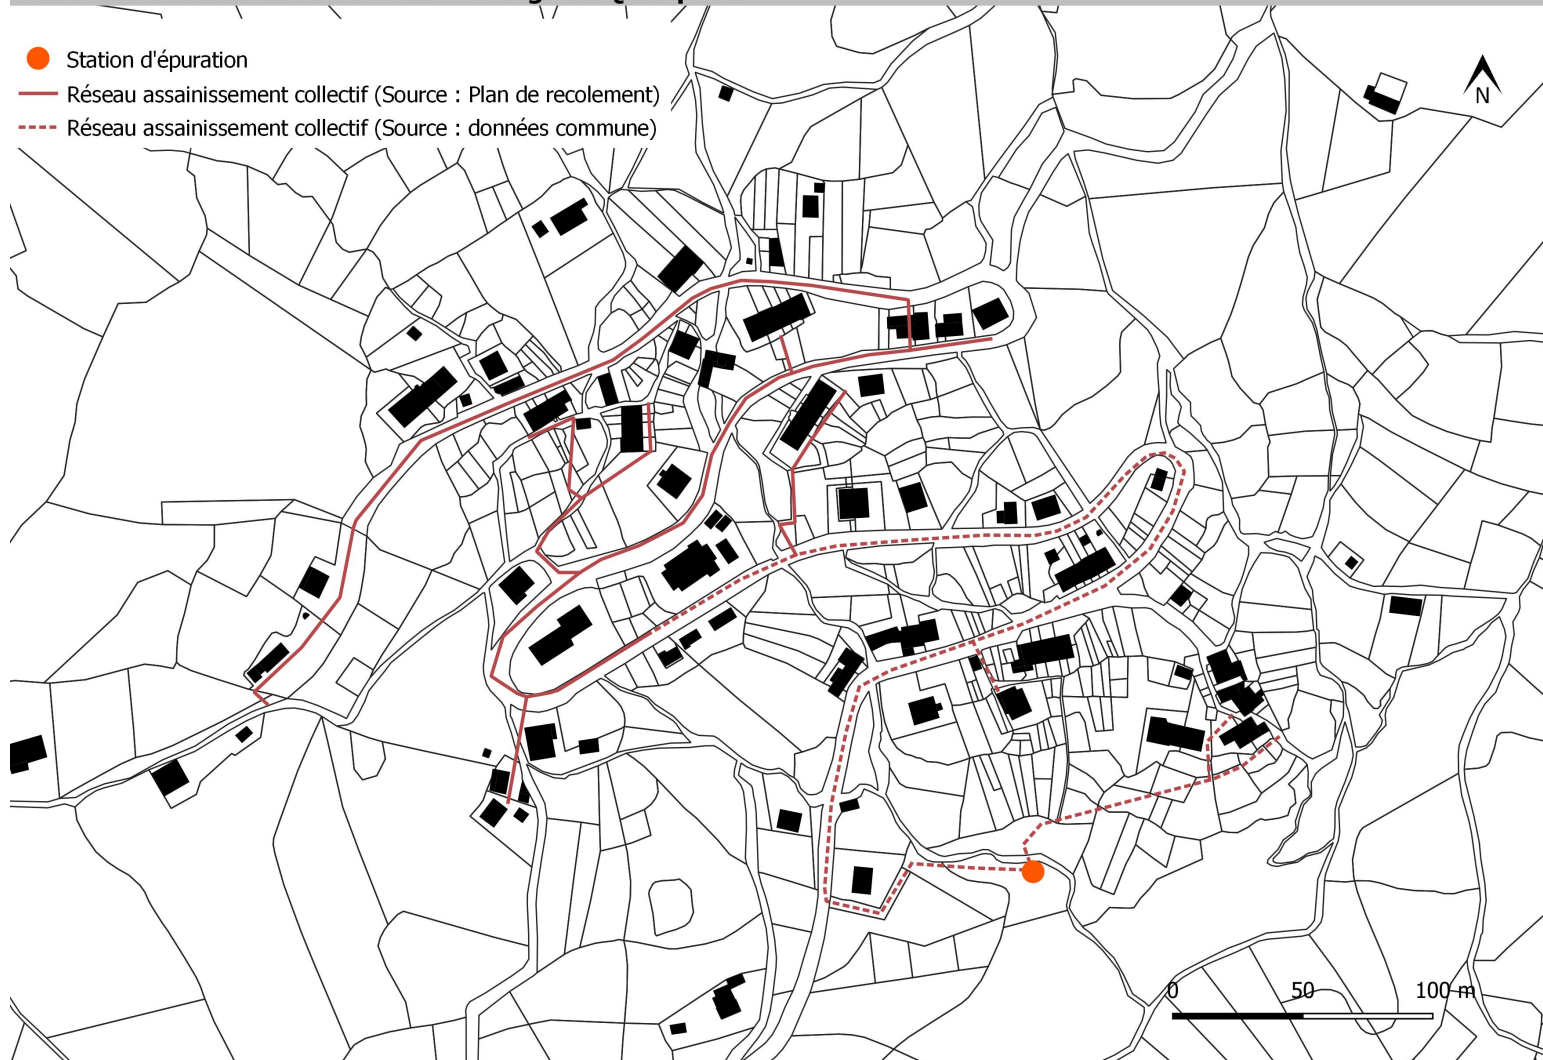 Station d'épuration
Réseau assainissement collectif (Source : Plan de recolement)
Réseau assainissement collectif (Source : données commune)
N
0 50 100 m